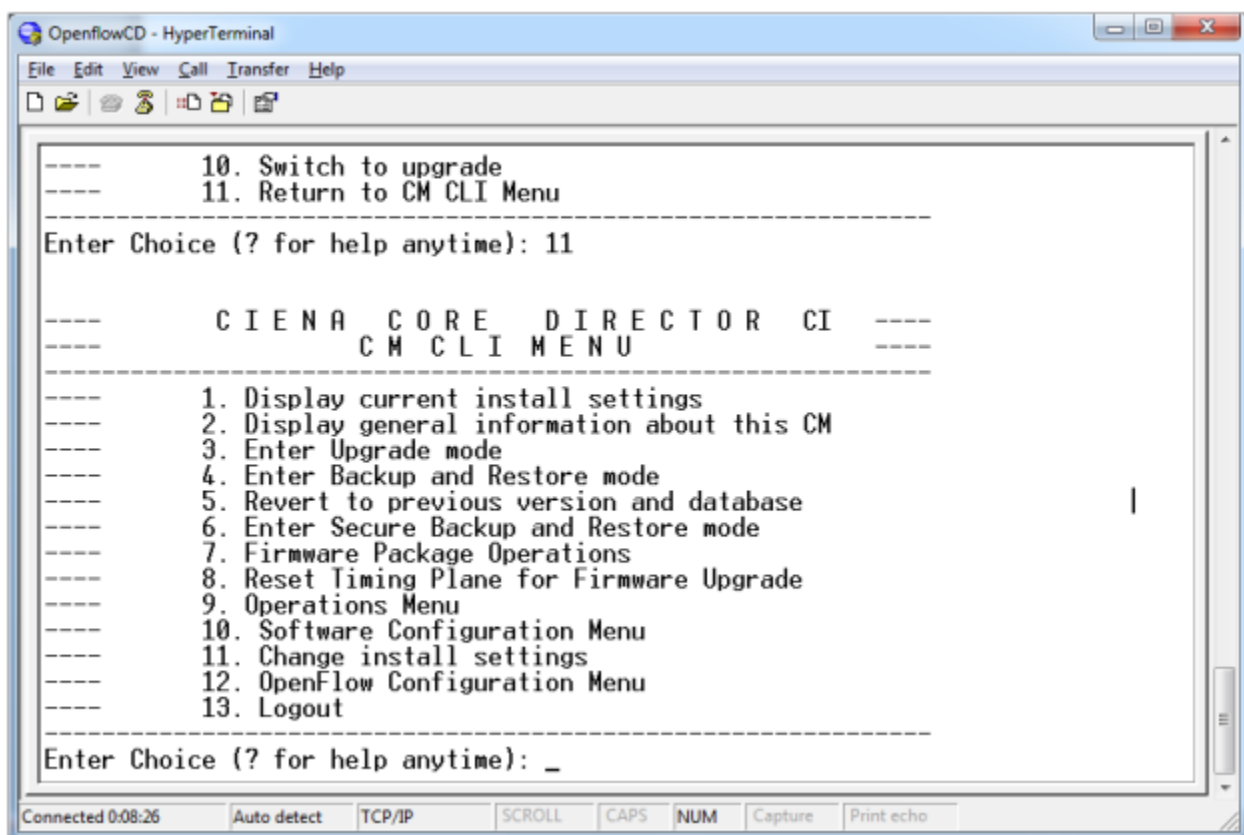 OpenflowCD - HyperTerminal
File Edit View Call Transfer Help
---- 10. Switch to upgrade
---- 11. Return to CM CLI Menu
--------------------------------------------------------------
Enter Choice (? for help anytime): 11
---- C I E N A C O R E D I R E C T O R CI ----
---- C M C L I M E N U ----
--------------------------------------------------------------
---- 1. Display current install settings
---- 2. Display general information about this CM
---- 3. Enter Upgrade mode
---- 4. Enter Backup and Restore mode
---- 5. Revert to previous version and database
---- 6. Enter Secure Backup and Restore mode
---- 7. Firmware Package Operations
---- 8. Reset Timing Plane for Firmware Upgrade
---- 9. Operations Menu
---- 10. Software Configuration Menu
---- 11. Change install settings
---- 12. OpenFlow Configuration Menu
---- 13. Logout
--------------------------------------------------------------
Enter Choice (? for help anytime): _
Connected 0:08:26 Auto detect TCP/IP SCROLL CAPS NUM Capture Print echo